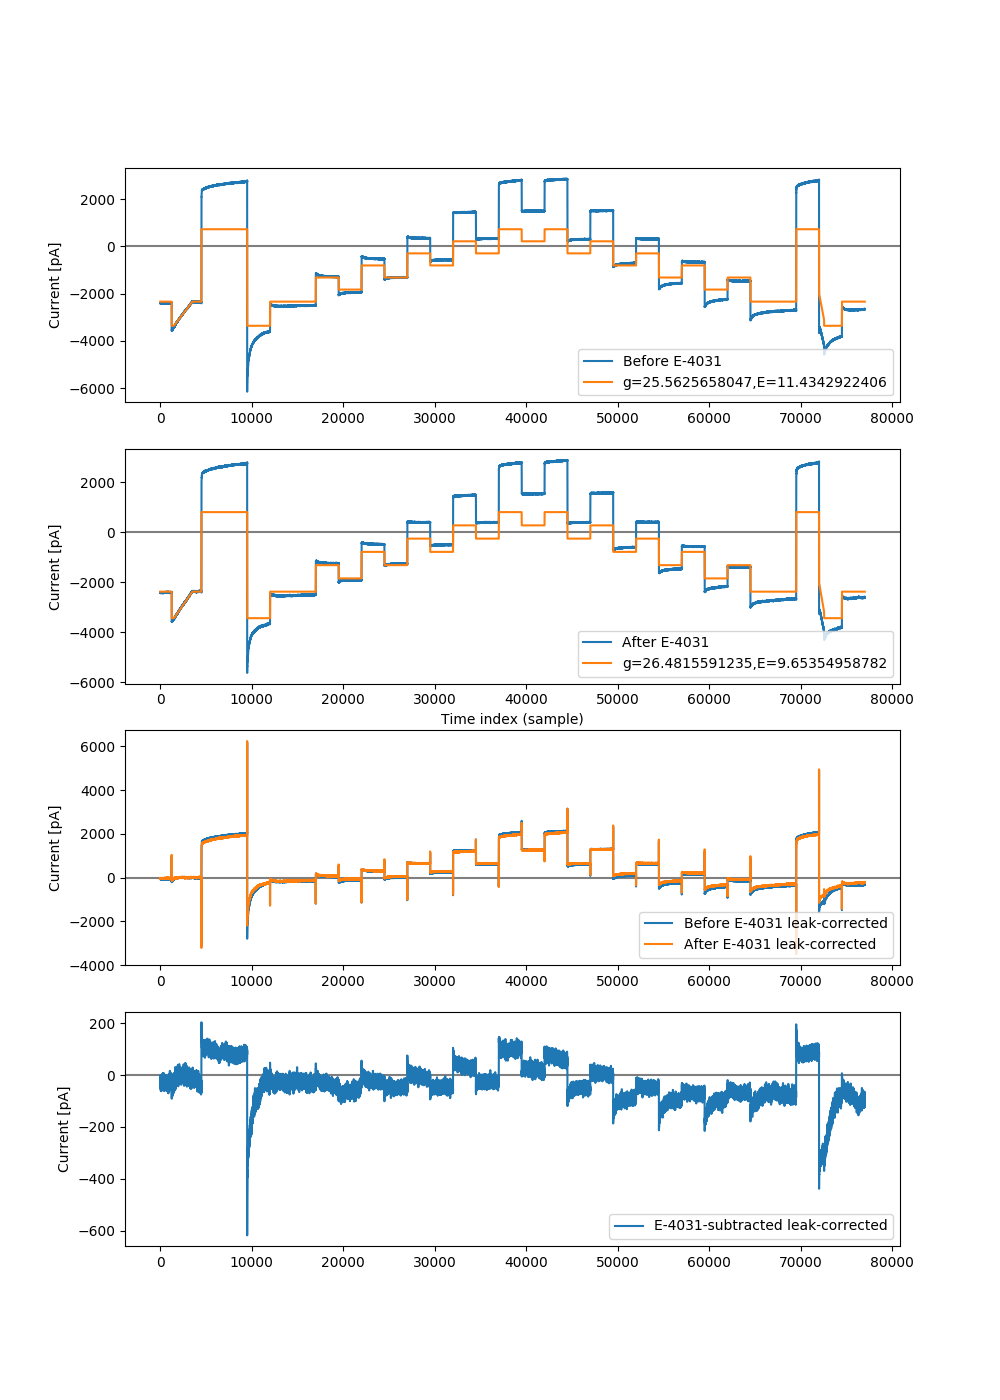 2000
0
−2000
−4000
−6000
Current [pA]
Before E-4031
g=25.5625658047,E=11.4342922406
0 10000 20000 30000 40000 50000 60000 70000 80000
2000
0
−2000
−4000
−6000
Current [pA]
After E-4031
g=26.4815591235,E=9.65354958782
0 10000 20000 30000 40000 50000 60000 70000 80000
Time index (sample)
6000
4000
2000
0
−2000
−4000
Current [pA]
Before E-4031 leak-corrected
After E-4031 leak-corrected
0 10000 20000 30000 40000 50000 60000 70000 80000
200
0
−200
−400
−600
Current [pA]
E-4031-subtracted leak-corrected
0 10000 20000 30000 40000 50000 60000 70000 80000